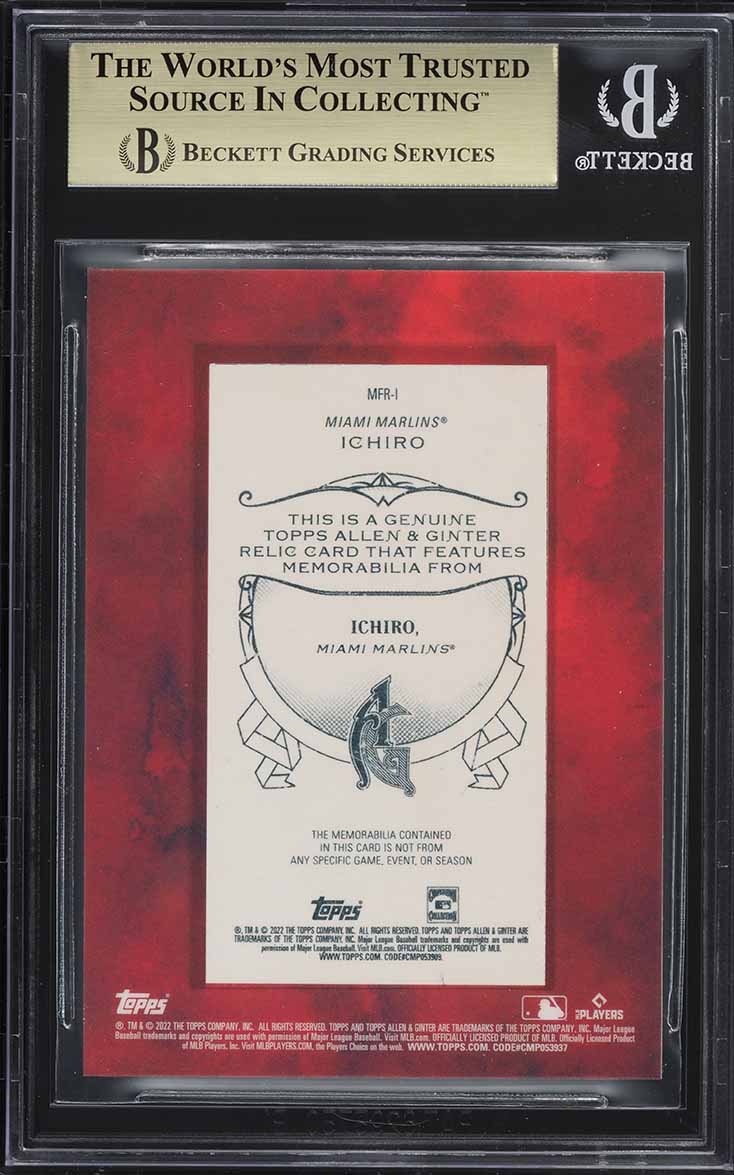 THE WORLD'S MOST TRUSTED
SOURCE IN COLLECTING™
B BECKETT GRADING SERVICES
B
BECKETT®
MFR-I
MIAMI MARLINS®
ICHIRO
THIS IS A GENUINE
TOPPS ALLEN & GINTER
RELIC CARD THAT FEATURES
MEMORABILIA FROM
ICHIRO,
MIAMI MARLINS®
A G
THE MEMORABILIA CONTAINED
IN THIS CARD IS NOT FROM
ANY SPECIFIC GAME, EVENT, OR SEASON
Topps
®, TM & © 2022 THE TOPPS COMPANY, INC. ALL RIGHTS RESERVED. TOPPS AND TOPPS ALLEN & GINTER ARE
TRADEMARKS OF THE TOPPS COMPANY, INC. Major League Baseball trademarks and copyrights are used with
permission of Major League Baseball. Visit MLB.com. OFFICIALLY LICENSED PRODUCT OF MLB.
WWW.TOPPS.COM. CODE#CMP053909.
Topps
PLAYERS
®, TM & © 2022 THE TOPPS COMPANY, INC. ALL RIGHTS RESERVED. TOPPS AND TOPPS ALLEN & GINTER ARE TRADEMARKS OF THE TOPPS COMPANY, INC. Major League
Baseball trademarks and copyrights are used with permission of Major League Baseball. Visit MLB.com. OFFICIALLY LICENSED PRODUCT OF MLB. Officially Licensed Product
of MLB Players, Inc. Visit MLBPLAYERS.COM, the Players Choice on the web. WWW.TOPPS.COM. CODE#CMP053937